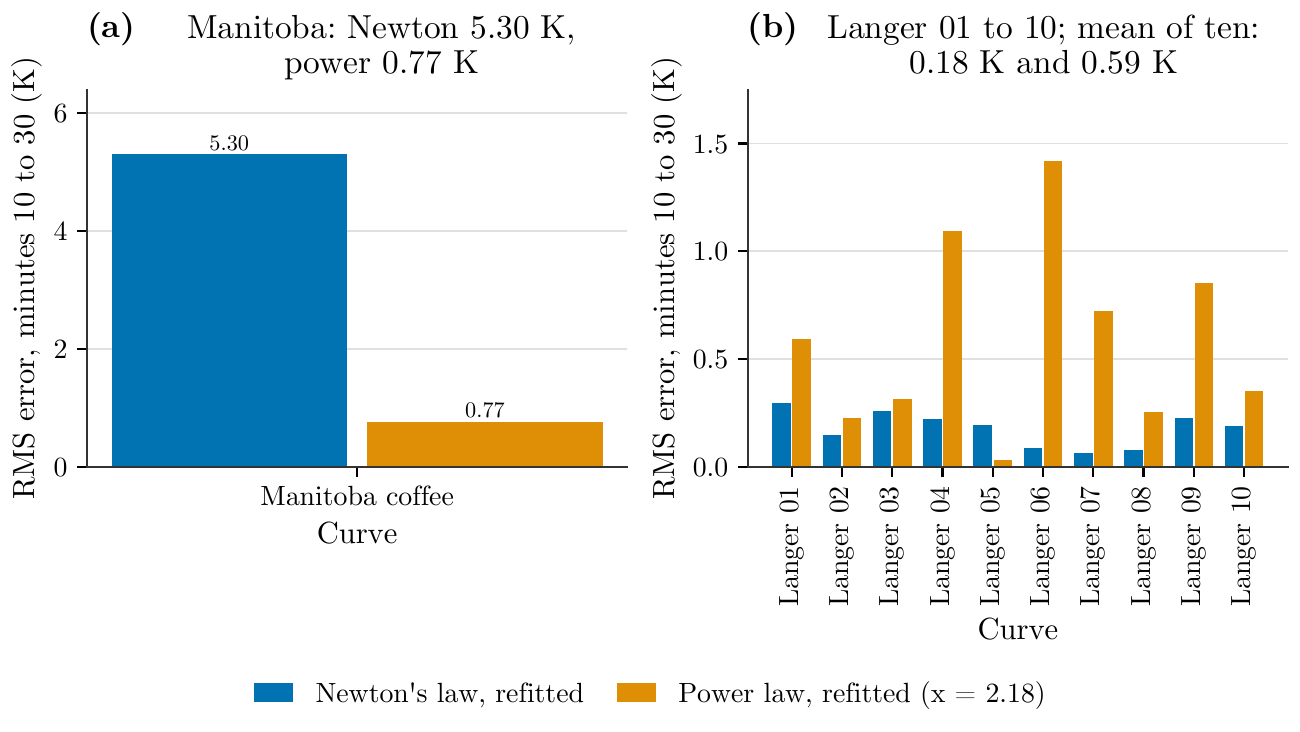 (a) Manitoba: Newton 5.30 K,
power 0.77 K
RMS error, minutes 10 to 30 (K)
6
4
2
0
5.30
0.77
Manitoba coffee
Curve
(b) Langer 01 to 10; mean of ten:
0.18 K and 0.59 K
RMS error, minutes 10 to 30 (K)
1.5
1.0
0.5
0.0
Langer 01
Langer 02
Langer 03
Langer 04
Langer 05
Langer 06
Langer 07
Langer 08
Langer 09
Langer 10
Curve
Newton's law, refitted
Power law, refitted (x = 2.18)